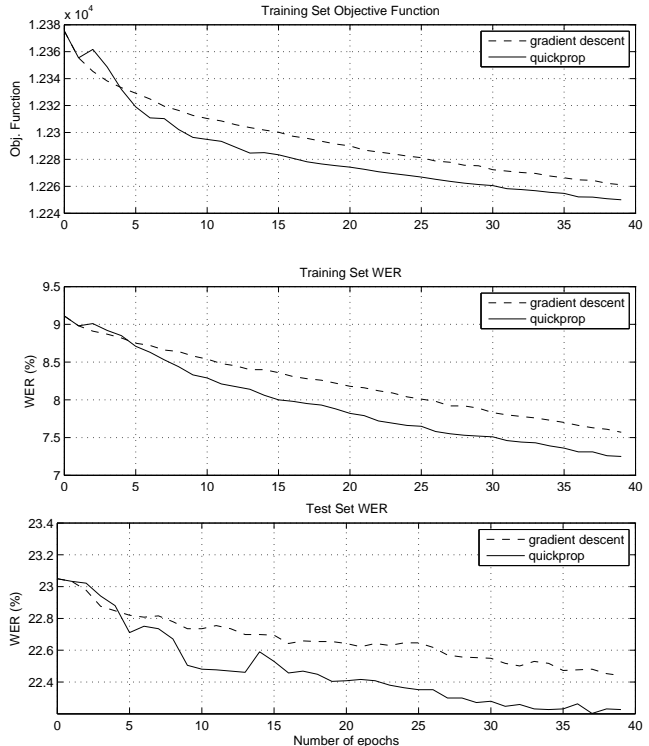 Training Set Objective Function
x 10⁴
1.238
1.236
1.234
1.232
1.23
1.228
1.226
1.224
Obj. Function
gradient descent
quickprop
0 5 10 15 20 25 30 35 40
Training Set WER
9.5
9
8.5
8
7.5
7
WER (%)
gradient descent
quickprop
0 5 10 15 20 25 30 35 40
Test Set WER
23.4
23.2
23
22.8
22.6
22.4
WER (%)
gradient descent
quickprop
0 5 10 15 20 25 30 35 40
Number of epochs